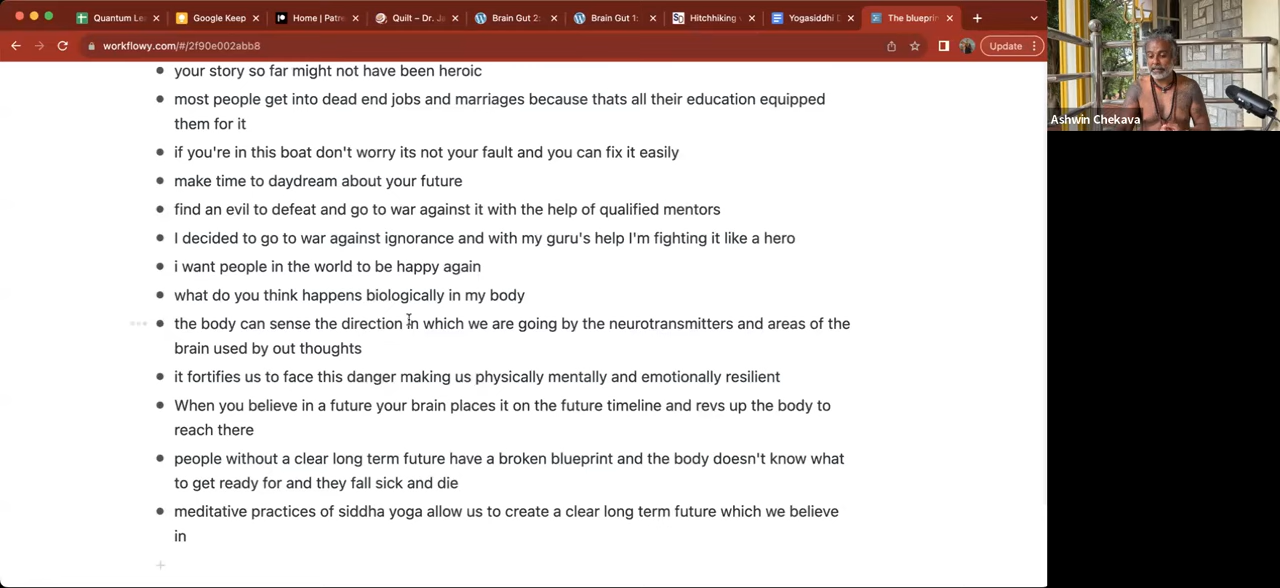 Quantum Le
Google Keep
Home | Patre
Quilt – Dr. Ja
Brain Gut 2:
Brain Gut 1:
Hitchhiking
Yogasiddhi D
The blueprin
workflowy.com/#/2f90e002abb8
Update
Ashwin Chekava
your story so far might not have been heroic
most people get into dead end jobs and marriages because thats all their education equipped
them for it
if you're in this boat don't worry its not your fault and you can fix it easily
make time to daydream about your future
find an evil to defeat and go to war against it with the help of qualified mentors
I decided to go to war against ignorance and with my guru's help I'm fighting it like a hero
i want people in the world to be happy again
what do you think happens biologically in my body
the body can sense the direction in which we are going by the neurotransmitters and areas of the
brain used by out thoughts
it fortifies us to face this danger making us physically mentally and emotionally resilient
When you believe in a future your brain places it on the future timeline and revs up the body to
reach there
people without a clear long term future have a broken blueprint and the body doesn't know what
to get ready for and they fall sick and die
meditative practices of siddha yoga allow us to create a clear long term future which we believe
in